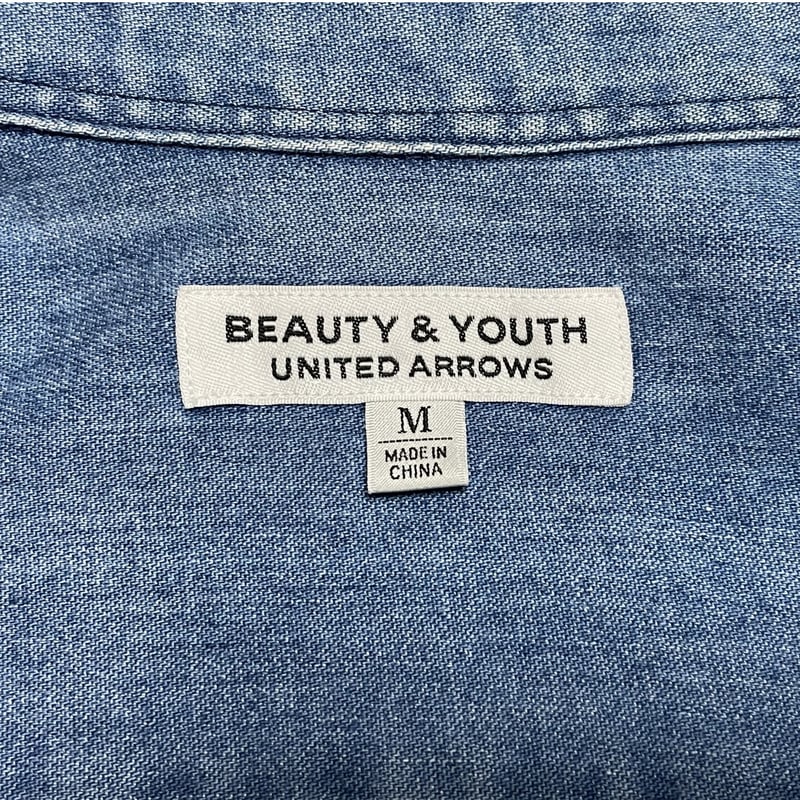 BEAUTY & YOUTH
UNITED ARROWS
M
MADE IN
CHINA